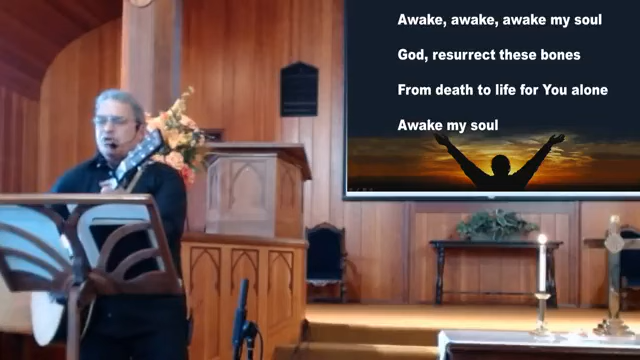 Awake, awake, awake my soul
God, resurrect these bones
From death to life for You alone
Awake my soul